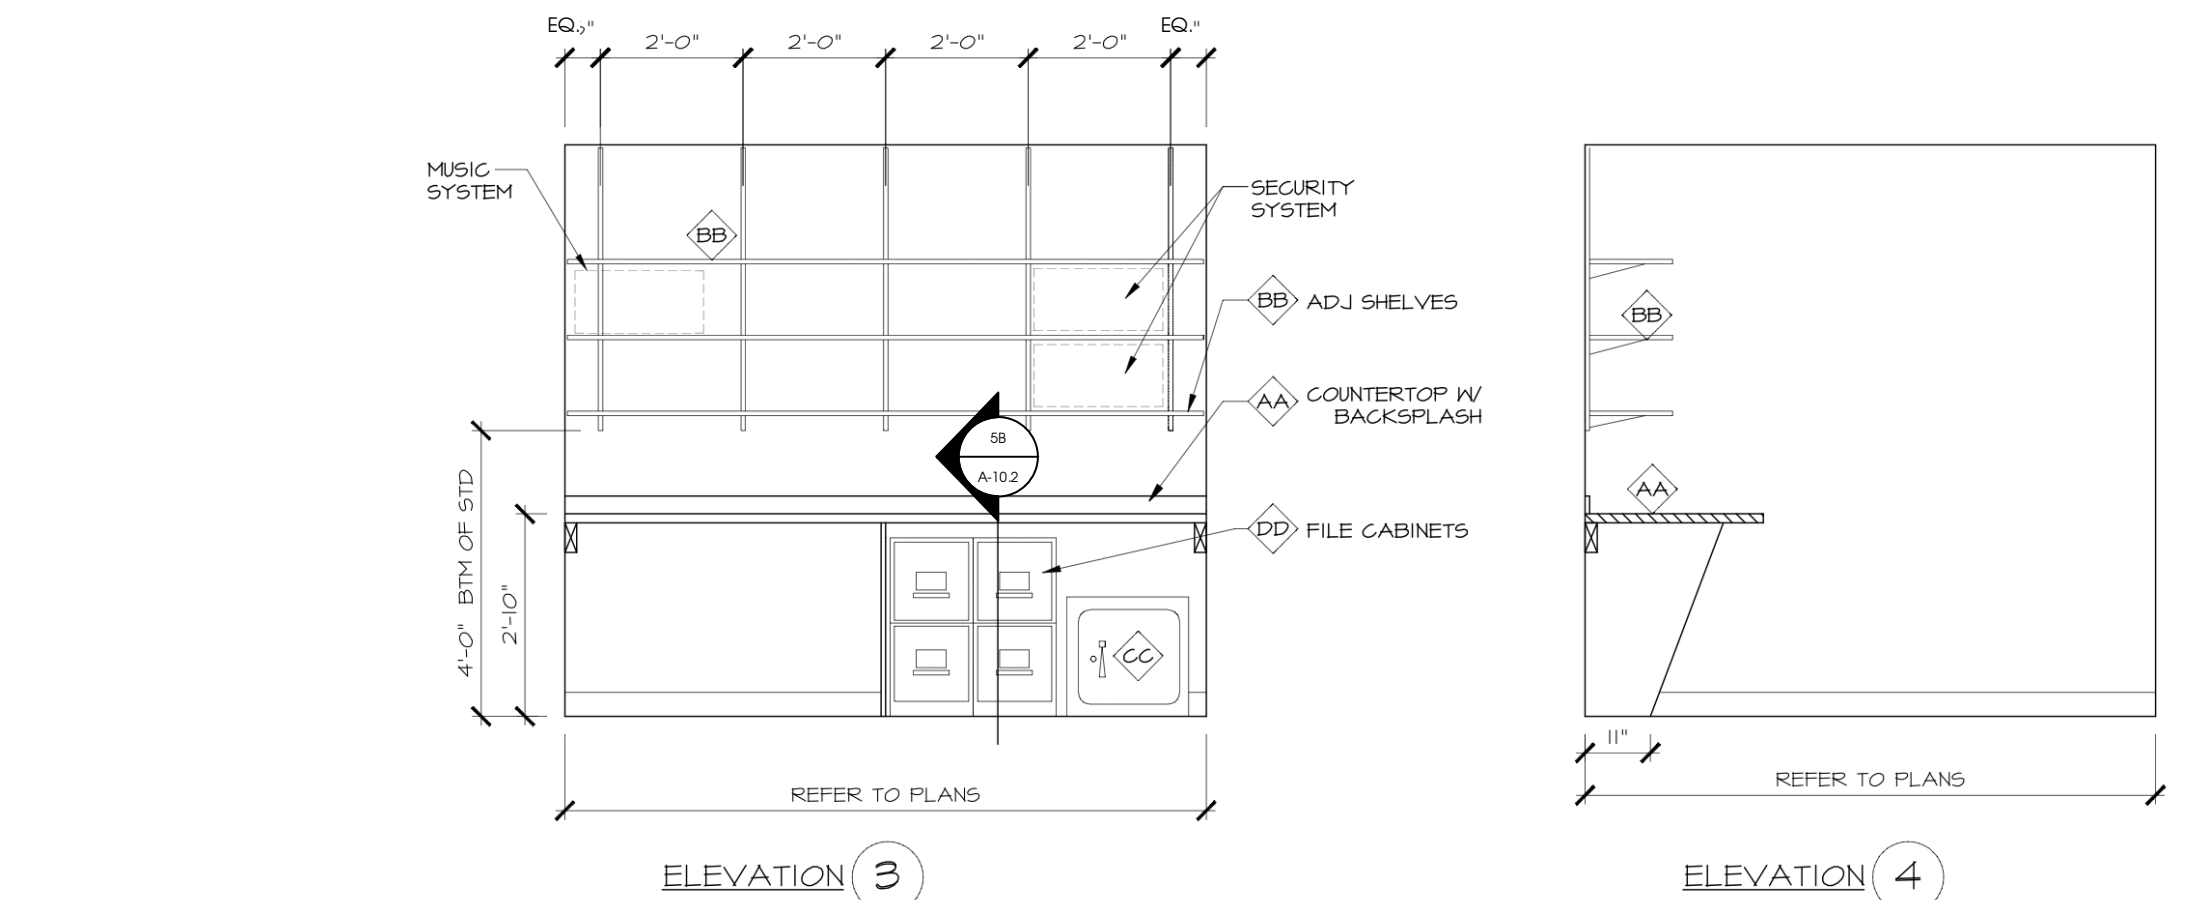 EQ. "
2'-0"
2'-0"
2'-0"
2'-0"
EQ."
MUSIC
SYSTEM
BB
SECURITY
SYSTEM
BB ADJ SHELVES
AA COUNTERTOP W/
BACKSPLASH
5B
A-10.2
DD FILE CABINETS
4'-0" BTM OF STD
2'-10"
CC
REFER TO PLANS
ELEVATION 3
BB
AA
11"
REFER TO PLANS
ELEVATION 4